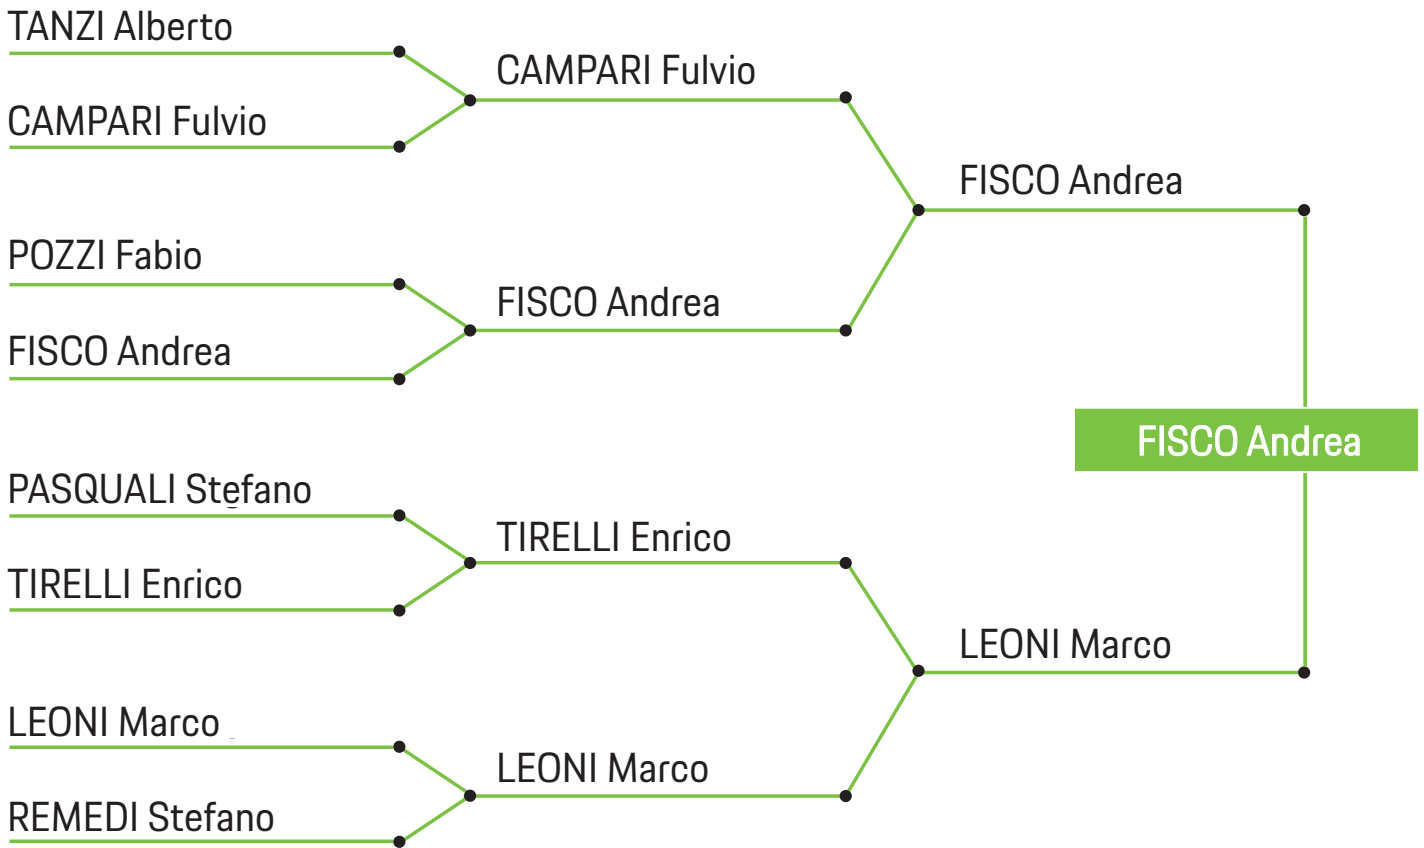 TANZI Alberto
CAMPARI Fulvio
CAMPARI Fulvio
FISCO Andrea
POZZI Fabio
FISCO Andrea
FISCO Andrea
FISCO Andrea
PASQUALI Stefano
TIRELLI Enrico
TIRELLI Enrico
LEONI Marco
LEONI Marco
LEONI Marco
REMEDI Stefano